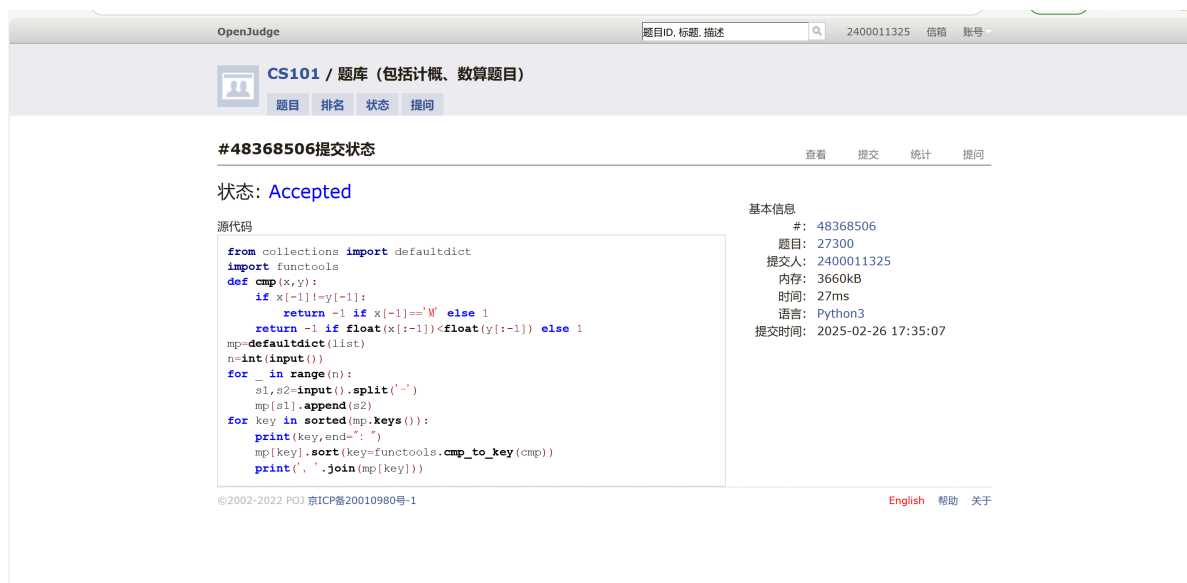 OpenJudge
题目ID, 标题, 描述
2400011325 信箱 账号
CS101 / 题库（包括计概、数算题目）
题目 排名 状态 提问
#48368506提交状态
查看 提交 统计 提问
状态: Accepted
源代码
from collections import defaultdict
import functools
def cmp(x,y):
    if x[-1]!=y[-1]:
        return -1 if x[-1]=='M' else 1
    return -1 if float(x[:-1])<float(y[:-1]) else 1
mp=defaultdict(list)
n=int(input())
for _ in range(n):
    s1,s2=input().split('-')
    mp[s1].append(s2)
for key in sorted(mp.keys()):
    print(key,end=": ")
    mp[key].sort(key=functools.cmp_to_key(cmp))
    print(', '.join(mp[key]))
基本信息
#: 48368506
题目: 27300
提交人: 2400011325
内存: 3660kB
时间: 27ms
语言: Python3
提交时间: 2025-02-26 17:35:07
©2002-2022 POJ 京ICP备20010980号-1
English 帮助 关于